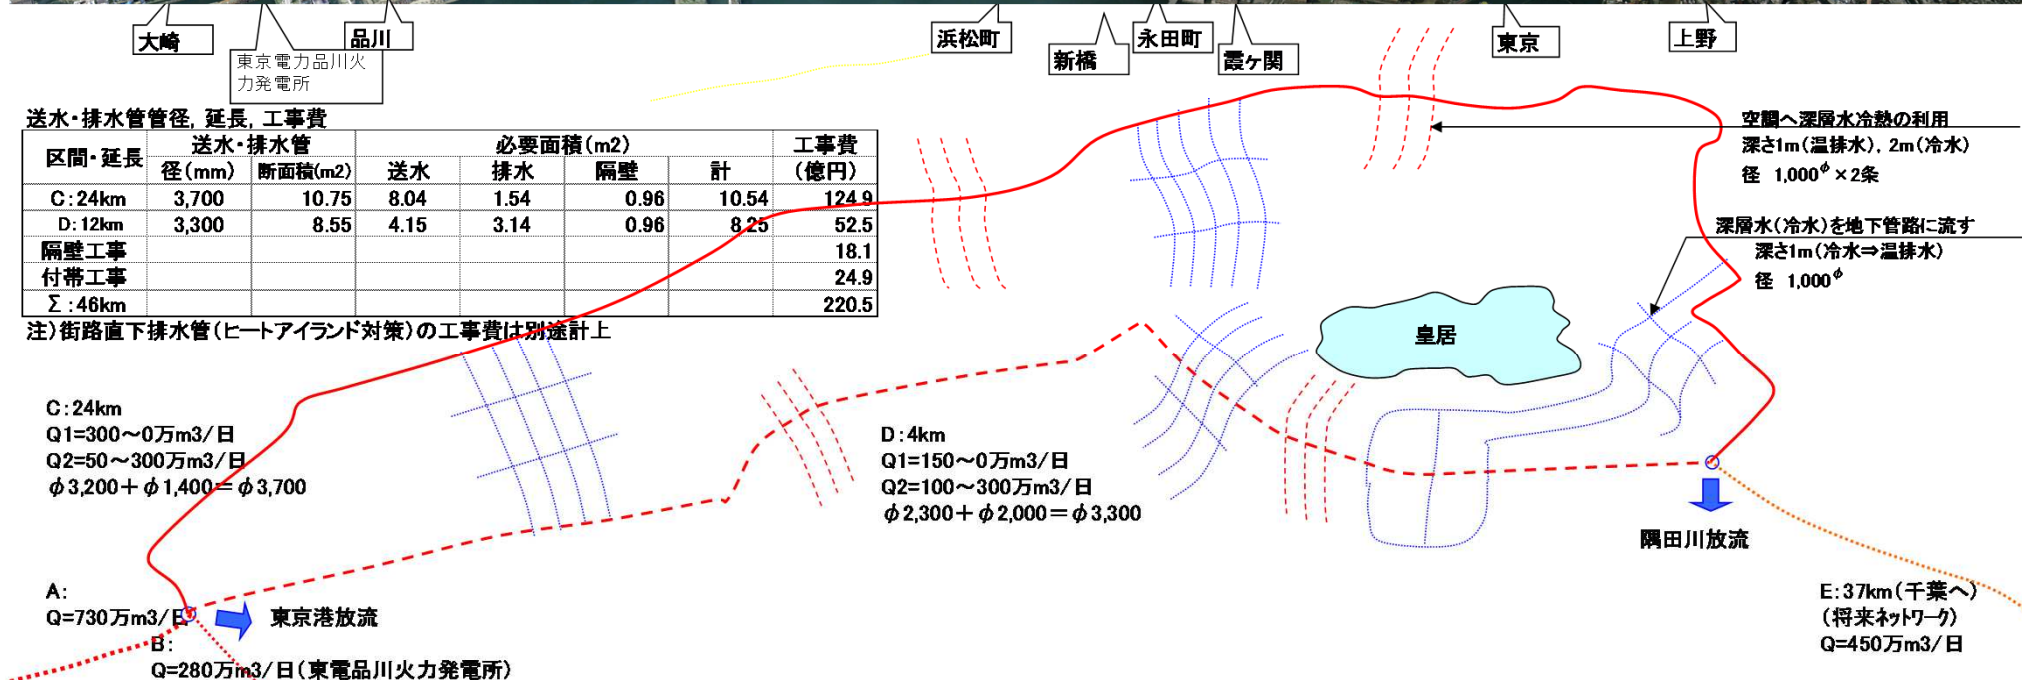 大崎
東京電力品川火
力発電所
品川
浜松町
新橋
永田町
霞ヶ関
東京
上野
送水・排水管管径, 延長, 工事費
区間・延長 送水・排水管 必要面積(m2) 工事費
径(mm) 断面積(m2) 送水 排水 隔壁 計 (億円)
C:24km 3,700 10.75 8.04 1.54 0.96 10.54 124.9
D:12km 3,300 8.55 4.15 3.14 0.96 8.25 52.5
隔壁工事 18.1
付帯工事 24.9
Σ:46km 220.5
注)街路直下排水管(ヒートアイランド対策)の工事費は別途計上
空調へ深層水冷熱の利用
深さ1m(温排水), 2m(冷水)
径 1,000φ×2条
深層水(冷水)を地下管路に流す
深さ1m(冷水⇒温排水)
径 1,000φ
皇居
C:24km
Q1=300~0万m3/日
Q2=50~300万m3/日
φ3,200+φ1,400=φ3,700
D:4km
Q1=150~0万m3/日
Q2=100~300万m3/日
φ2,300+φ2,000=φ3,300
隅田川放流
A:
Q=730万m3/日
東京港放流
B:
Q=280万m3/日(東電品川火力発電所)
E:37km(千葉へ)
(将来ネットワーク)
Q=450万m3/日